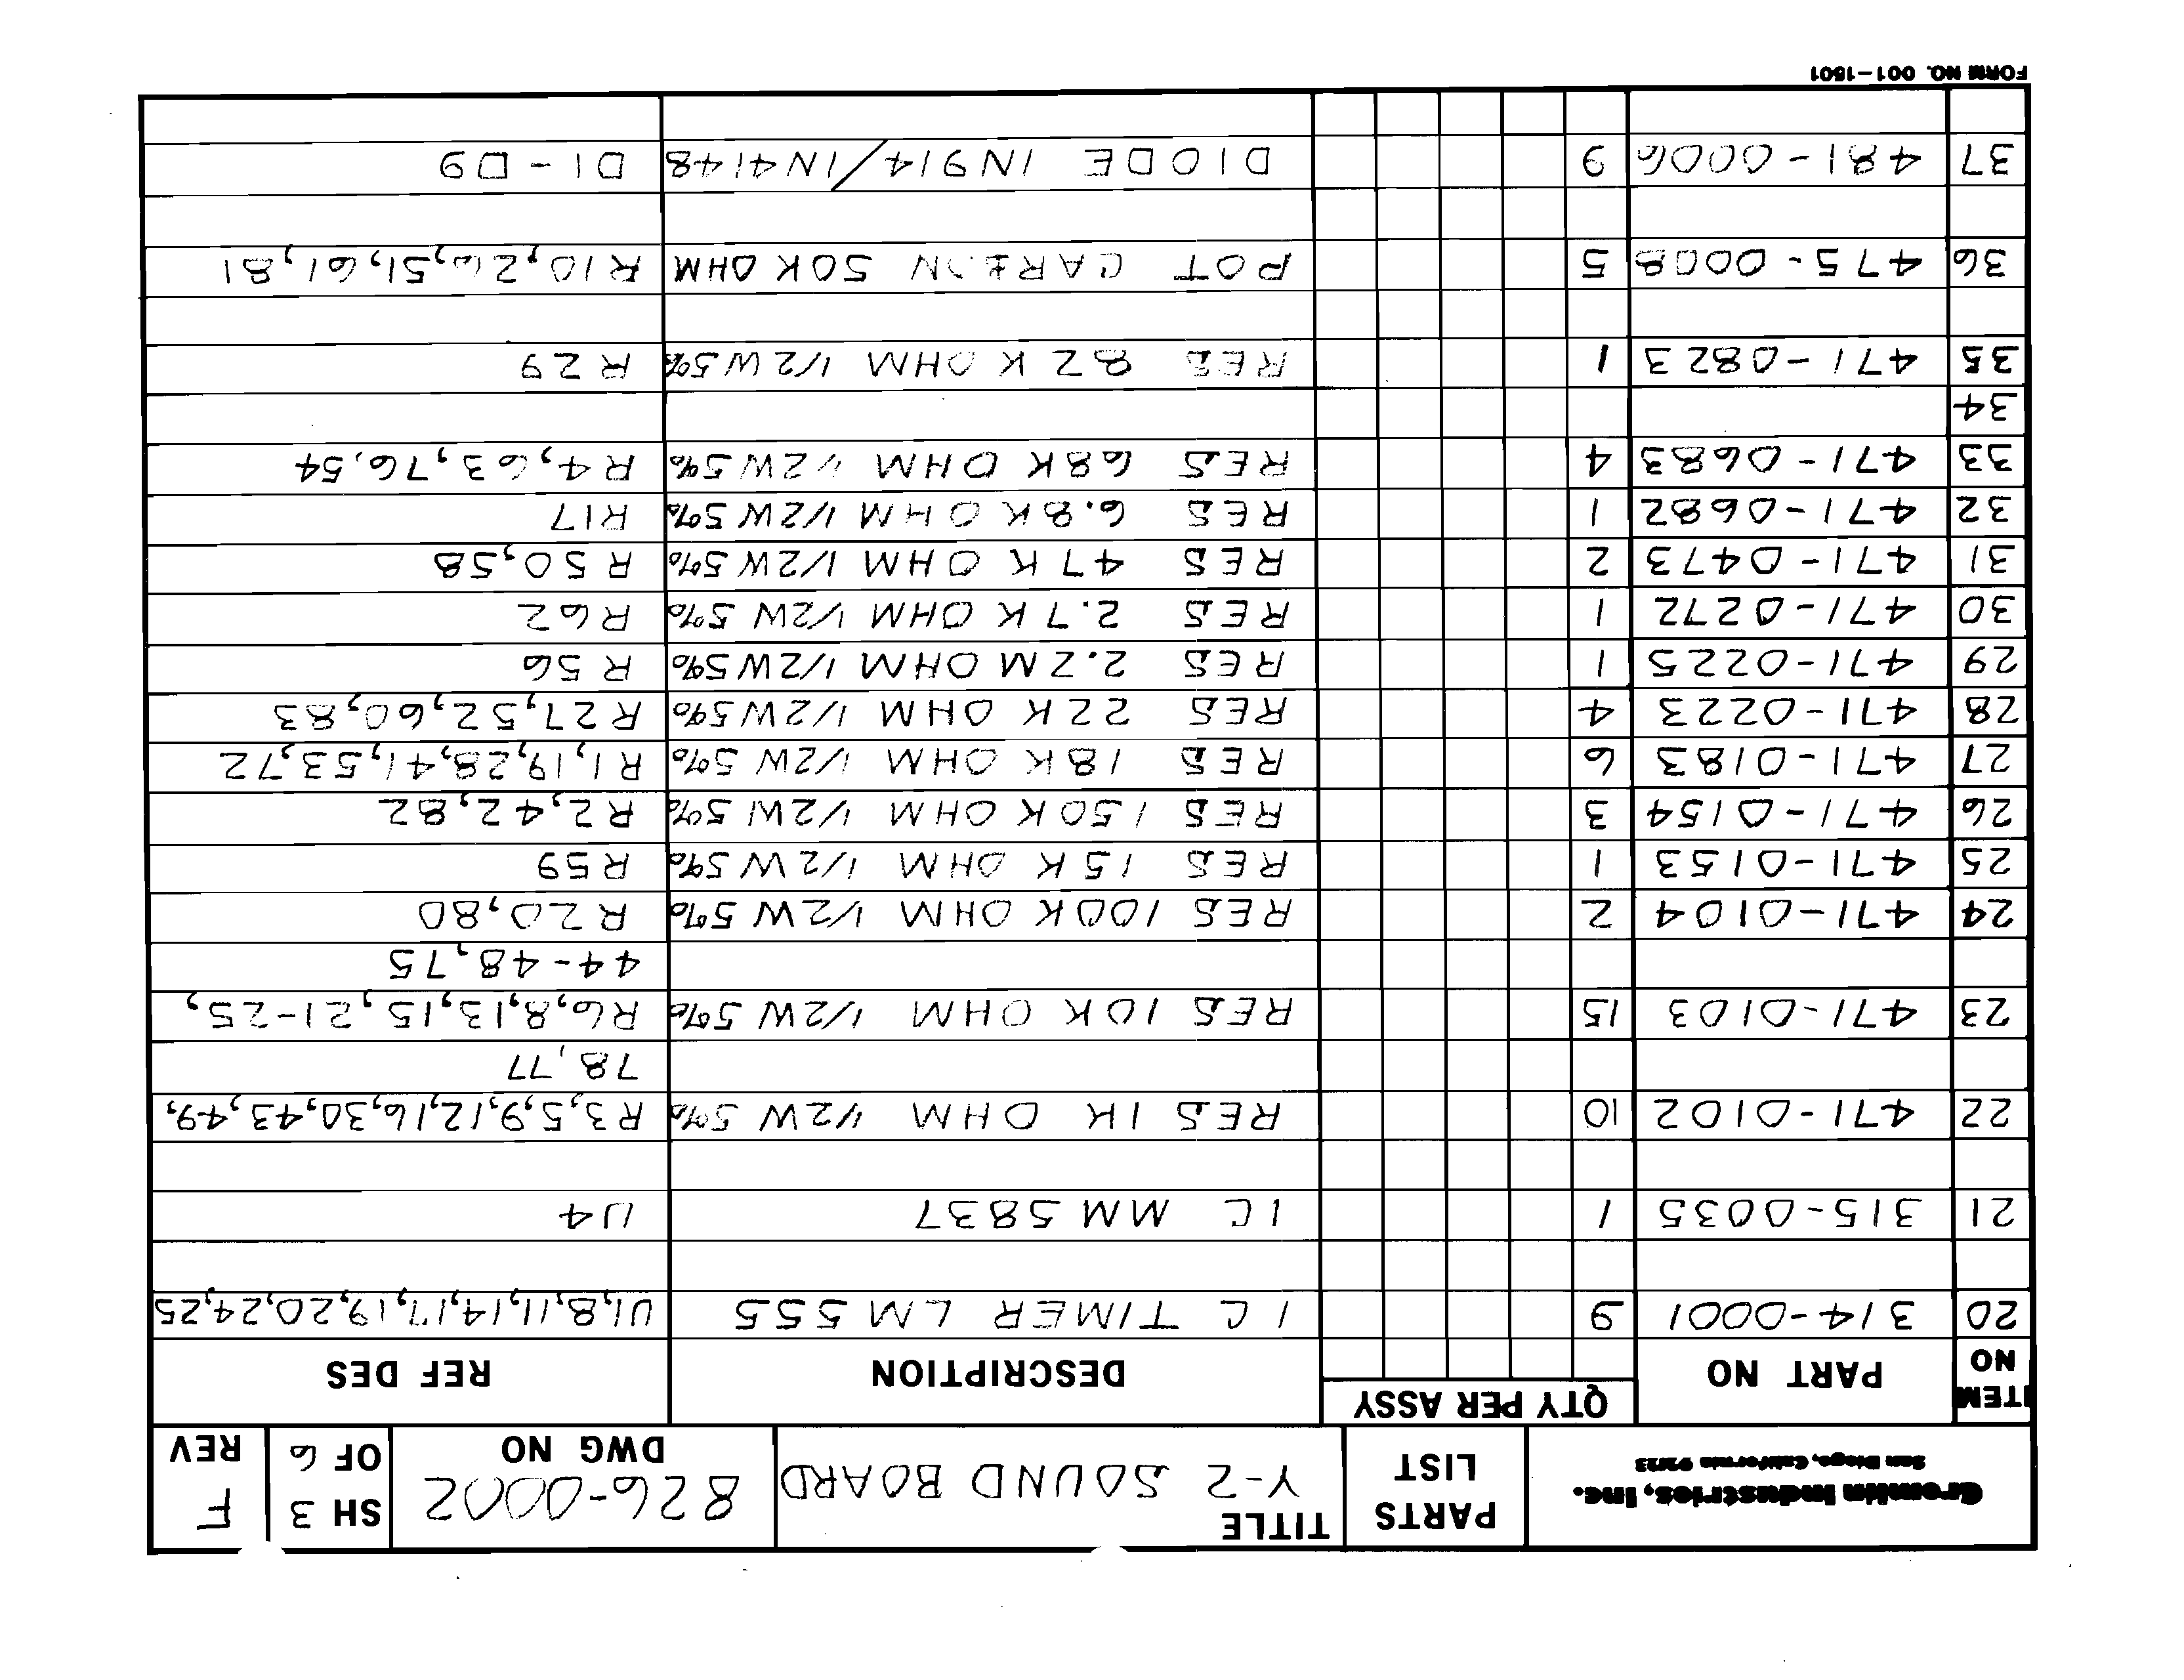 Gremlin Industries, Inc.
San Diego, California 92123
PARTS LIST
TITLE
Y-2 SOUND BOARD
DWG NO
826-0002
SH 3
OF 6
REV
F
ITEM NO PART NO QTY PER ASSY DESCRIPTION REF DES
20 314-0001 9 IC TIMER LM555 U1,8,11,14,17,19,20,24,25
21 315-0035 1 IC MM5837 U4
22 471-0102 10 RES 1K OHM 1/2W 5% R3,5,9,12,16,30,43,49,
78,77
23 471-0103 15 RES 10K OHM 1/2W 5% R6,8,13,15,21-25,
44-48,75
24 471-0104 2 RES 100K OHM 1/2W 5% R20,80
25 471-0153 1 RES 15K OHM 1/2W 5% R59
26 471-0154 3 RES 150K OHM 1/2W 5% R2,42,82
27 471-0183 6 RES 18K OHM 1/2W 5% R1,19,28,41,53,72
28 471-0223 4 RES 22K OHM 1/2W 5% R27,52,60,83
29 471-0225 1 RES 2.2M OHM 1/2W 5% R56
30 471-0272 1 RES 2.7K OHM 1/2W 5% R62
31 471-0473 2 RES 47K OHM 1/2W 5% R50,58
32 471-0682 1 RES 6.8K OHM 1/2W 5% R17
33 471-0683 4 RES 68K OHM 1/2W 5% R4,63,76,54
34
35 471-0823 1 RES 82K OHM 1/2W 5% R29
36 475-0008 5 POT CARBON 50K OHM R10,26,51,61,81
37 481-0006 9 DIODE 1N914/1N4148 D1-D9
FORM NO. 001-1501